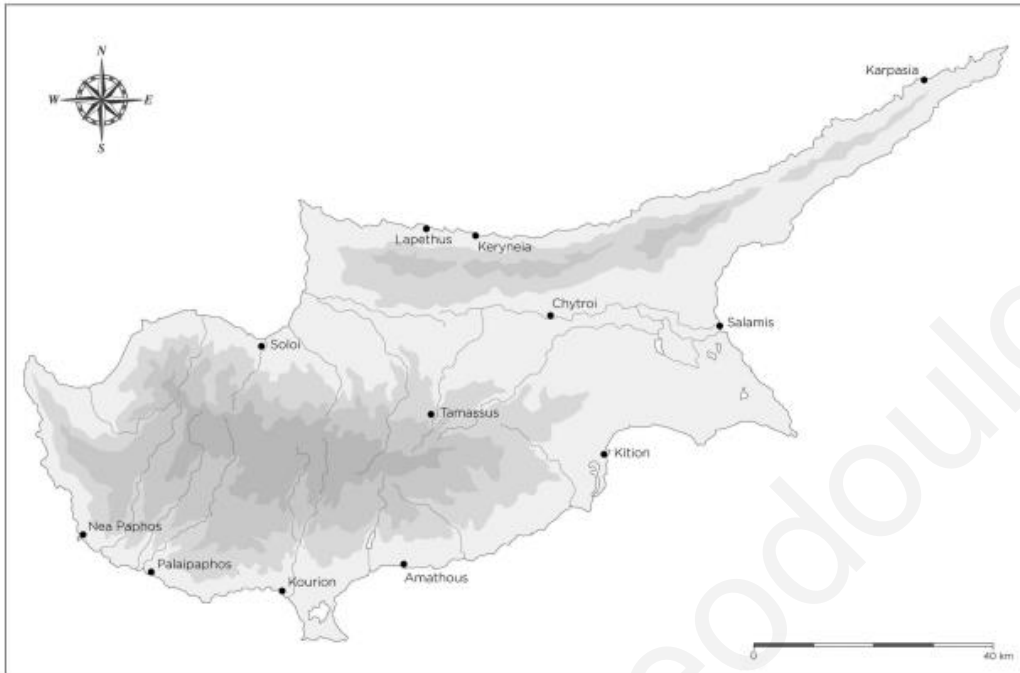 N
Karpasia
W E
S
Lapethus
Keryneia
Chytroi
Salamis
Soloi
Tamassus
Kition
Nea Paphos
Palaipaphos
Kourion
Amathous
0 40 km